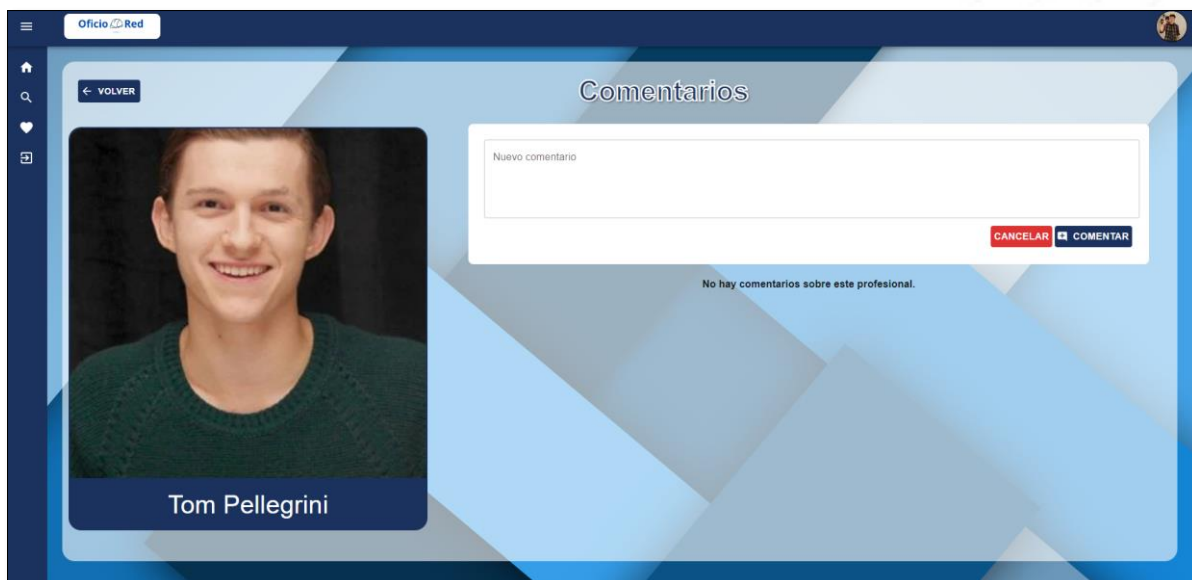 Oficio Red
← VOLVER
Comentarios
Nuevo comentario
CANCELAR COMENTAR
No hay comentarios sobre este profesional.
Tom Pellegrini